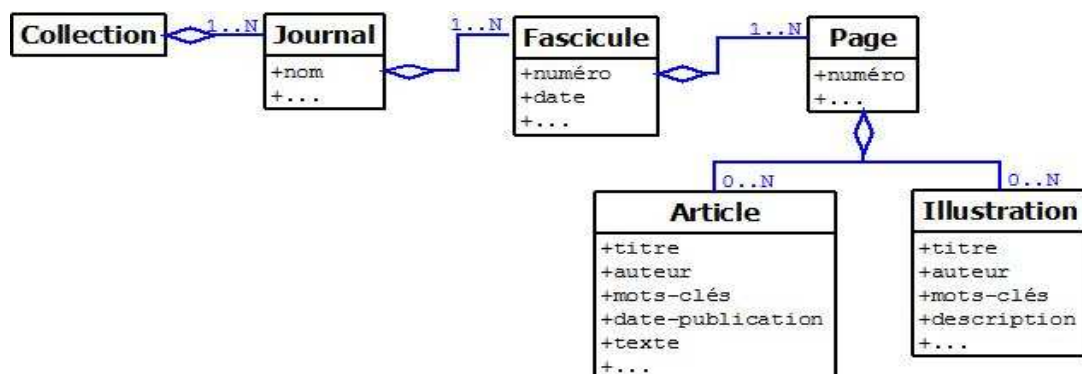 Collection
1..N
Journal
+nom
+...
1..N
Fascicule
+numéro
+date
+...
1..N
Page
+numéro
+...
0..N
Article
+titre
+auteur
+mots-clés
+date-publication
+texte
+...
0..N
Illustration
+titre
+auteur
+mots-clés
+description
+...